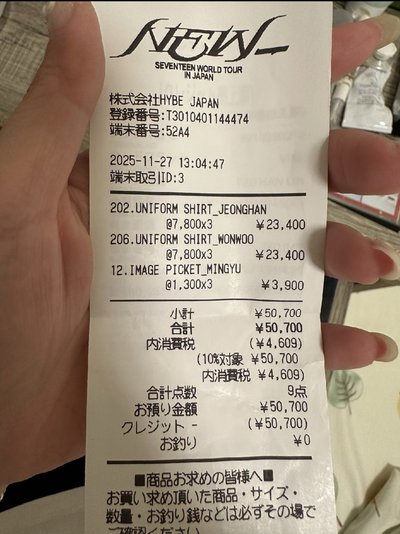 NEW_
SEVENTEEN WORLD TOUR
IN JAPAN
株式会社HYBE JAPAN
登録番号:T3010401144474
端末番号:52A4
2025-11-27 13:04:47
端末取引ID:3
202.UNIFORM SHIRT_JEONGHAN
@7,800x3 ¥23,400
206.UNIFORM SHIRT_WONWOO
@7,800x3 ¥23,400
12.IMAGE PICKET_MINGYU
@1,300x3 ¥3,900
小計 ¥50,700
合計 ¥50,700
内消費税 (¥4,609)
(10%対象 ¥50,700
内消費税 ¥4,609)
合計点数 9点
お預り金額 ¥50,700
クレジット - (¥50,700)
お釣り ¥0
■商品お求めの皆様へ■
お買い求め頂いた商品・サイズ・
数量・お釣り銭などは必ずその場で
ご確認ください